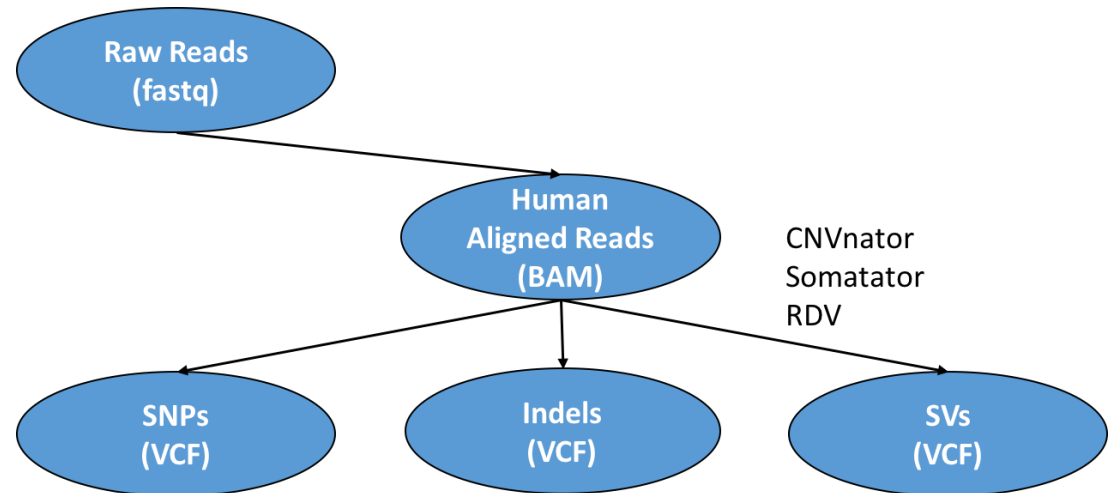 Raw Reads
(fastq)
Human
Aligned Reads
(BAM)
CNVnator
Somatator
RDV
SNPs
(VCF)
Indels
(VCF)
SVs
(VCF)